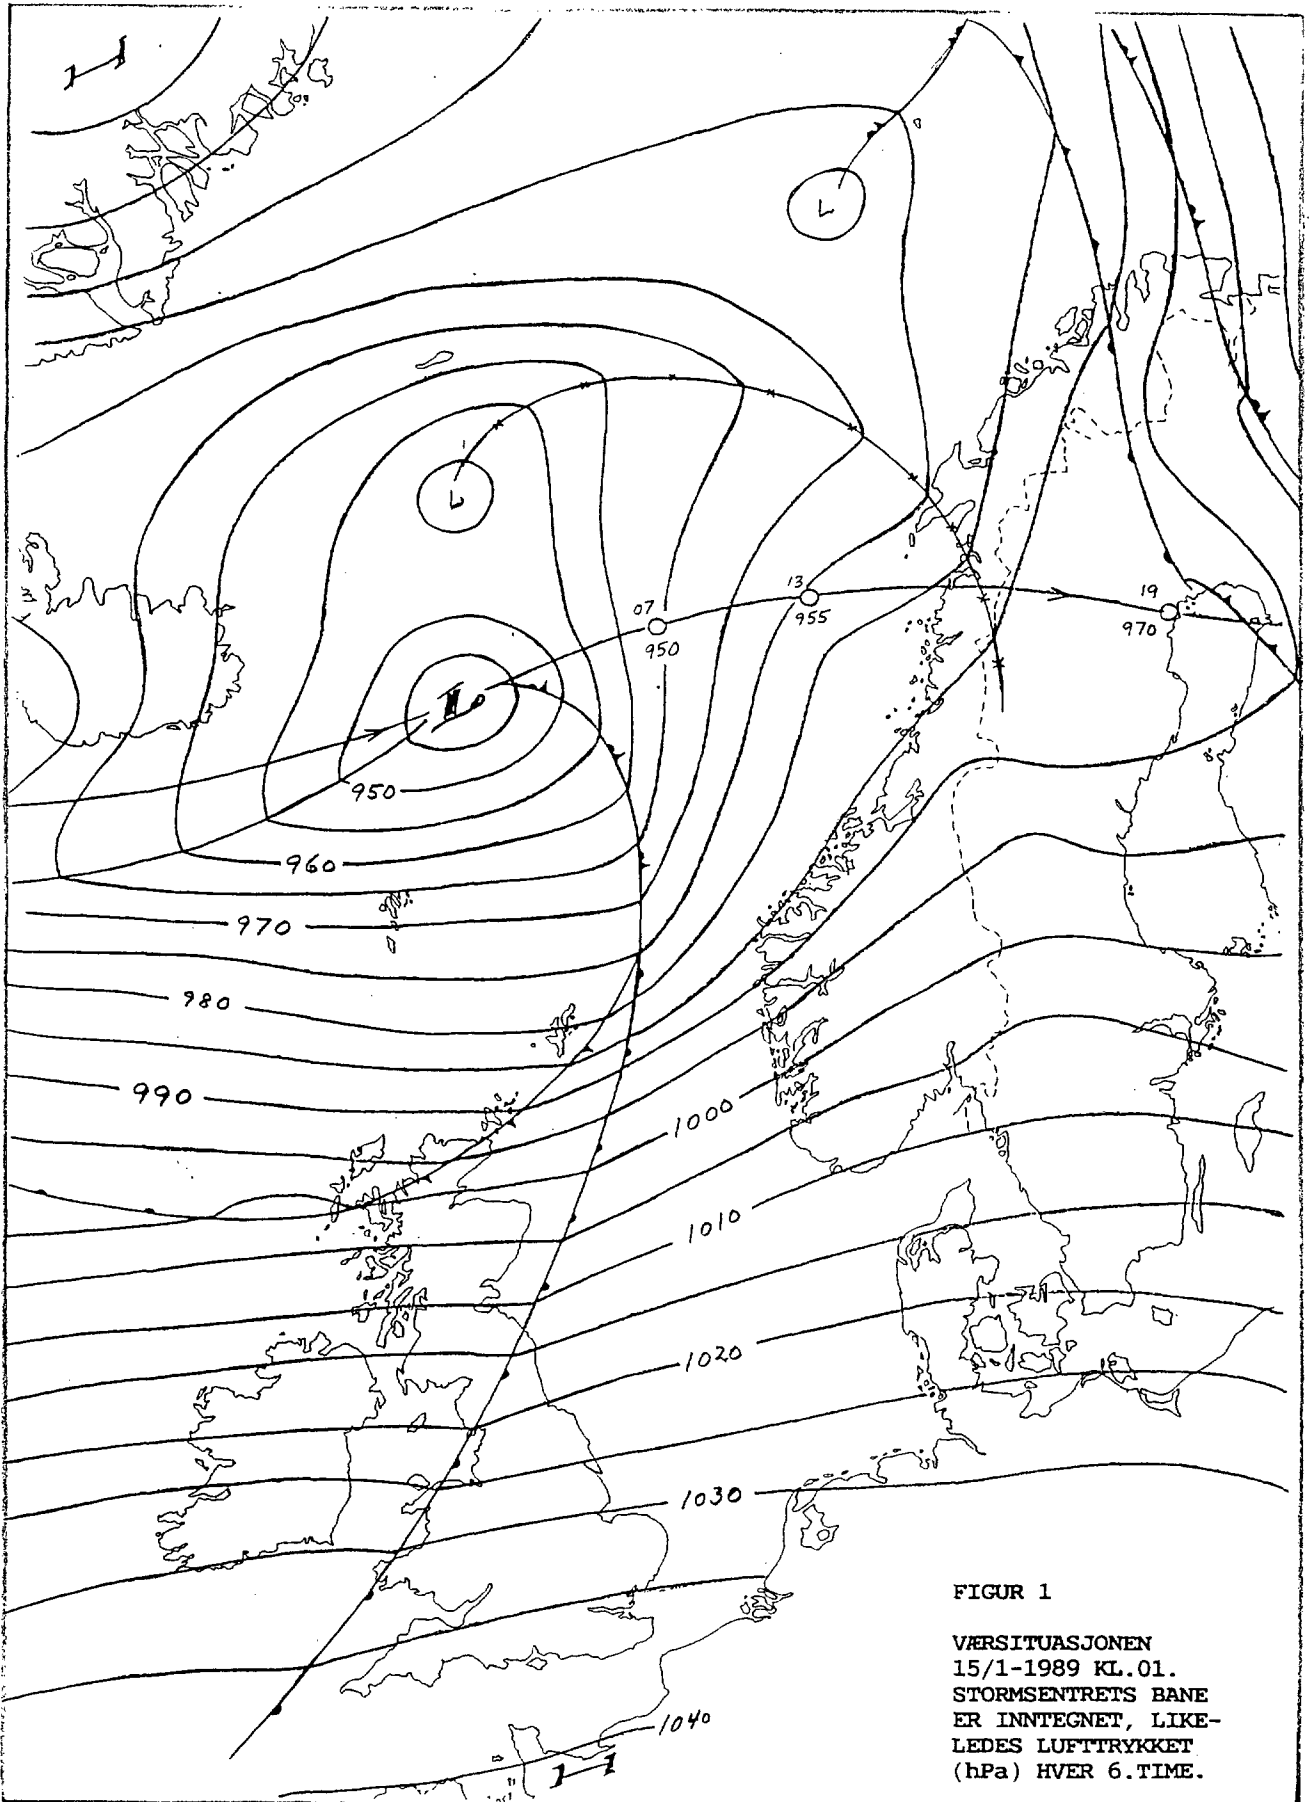 H
L
L
13
19
07
955
970
950
L
950
960
970
980
990
1000
1010
1020
1030
1040
H
FIGUR 1
VÆRSITUASJONEN
15/1-1989 KL.01.
STORMSENTRETS BANE
ER INNTEGNET, LIKE-
LEDES LUFTTRYKKET
(hPa) HVER 6.TIME.